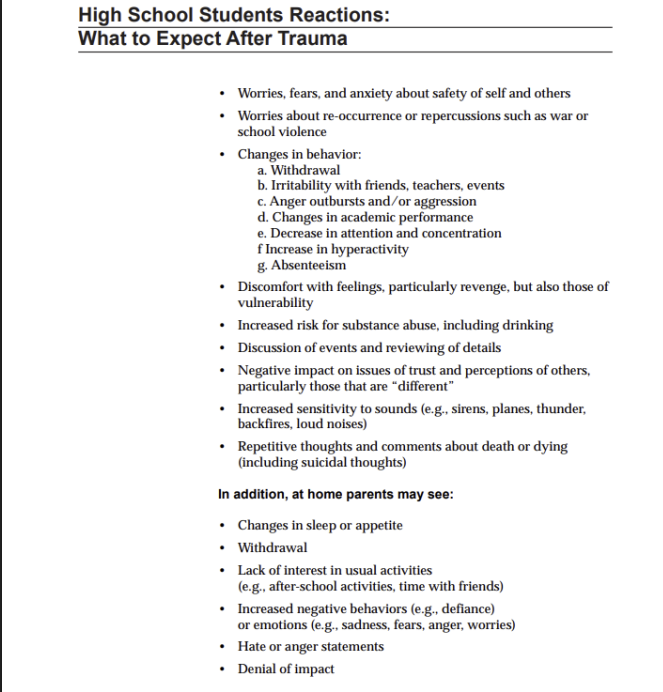 High School Students Reactions:
What to Expect After Trauma
• Worries, fears, and anxiety about safety of self and others
• Worries about re-occurrence or repercussions such as war or
school violence
• Changes in behavior:
a. Withdrawal
b. Irritability with friends, teachers, events
c. Anger outbursts and/or aggression
d. Changes in academic performance
e. Decrease in attention and concentration
f Increase in hyperactivity
g. Absenteeism
• Discomfort with feelings, particularly revenge, but also those of
vulnerability
• Increased risk for substance abuse, including drinking
• Discussion of events and reviewing of details
• Negative impact on issues of trust and perceptions of others,
particularly those that are “different”
• Increased sensitivity to sounds (e.g., sirens, planes, thunder,
backfires, loud noises)
• Repetitive thoughts and comments about death or dying
(including suicidal thoughts)
In addition, at home parents may see:
• Changes in sleep or appetite
• Withdrawal
• Lack of interest in usual activities
(e.g., after-school activities, time with friends)
• Increased negative behaviors (e.g., defiance)
or emotions (e.g., sadness, fears, anger, worries)
• Hate or anger statements
• Denial of impact